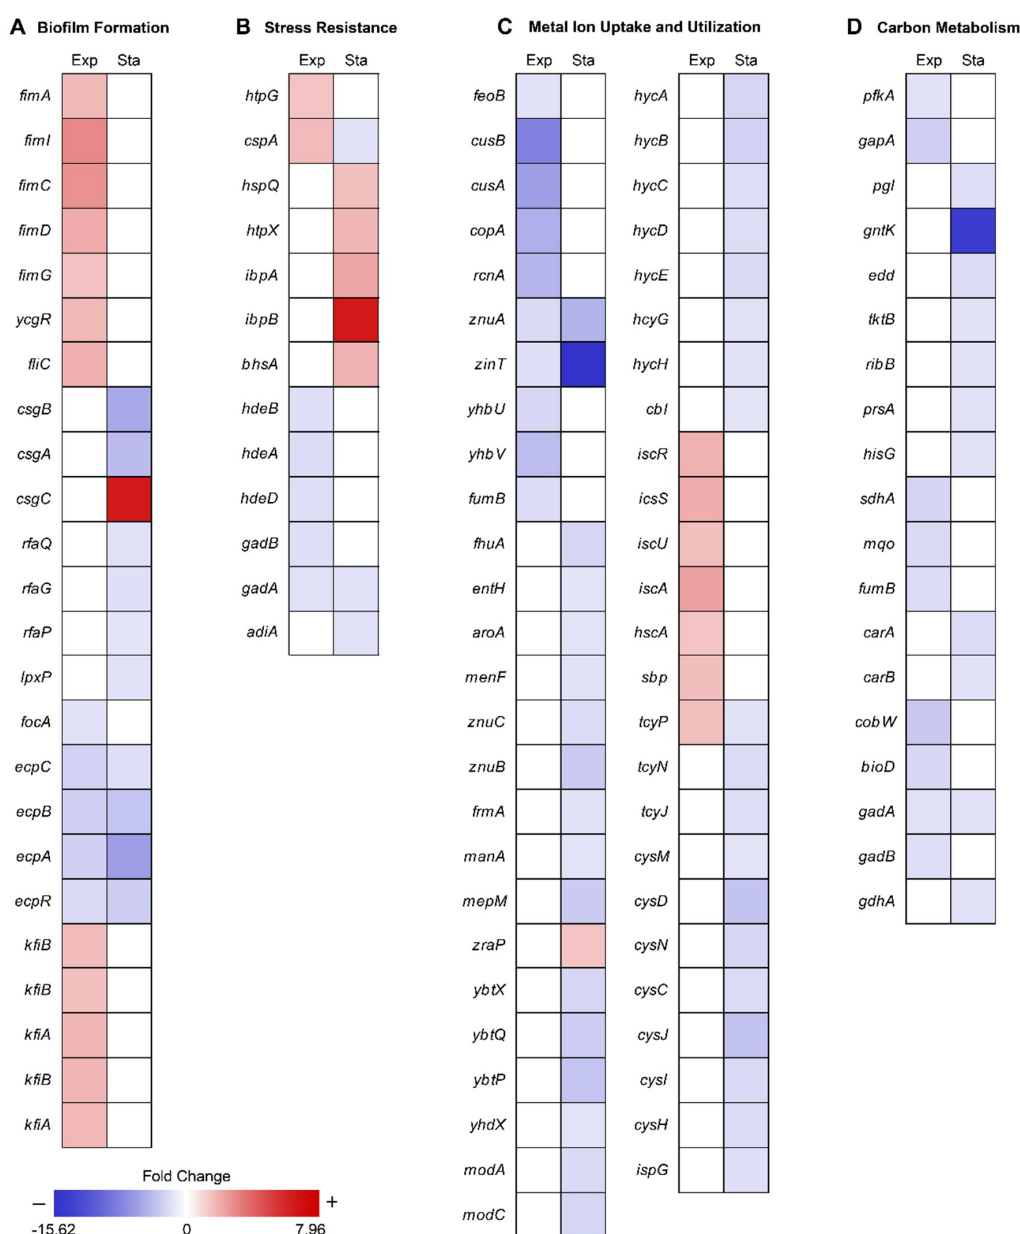 A Biofilm Formation
Exp Sta
fimA
fimI
fimC
fimD
fimG
ycgR
fliC
csgB
csgA
csgC
rfaQ
rfaG
rfaP
lpxP
focA
ecpC
ecpB
ecpA
ecpR
kfiB
kfiB
kfiA
kfiB
kfiA
B Stress Resistance
Exp Sta
htpG
cspA
hspQ
htpX
ibpA
ibpB
bhsA
hdeB
hdeA
hdeD
gadB
gadA
adiA
C Metal Ion Uptake and Utilization
Exp Sta
feoB
cusB
cusA
copA
rcnA
znuA
zinT
yhbU
yhbV
fumB
fhuA
entH
aroA
menF
znuC
znuB
frmA
manA
mepM
zraP
ybtX
ybtQ
ybtP
yhdX
modA
modC
Exp Sta
hycA
hycB
hycC
hycD
hycE
hcyG
hycH
cbl
iscR
icsS
iscU
iscA
hscA
sbp
tcyP
tcyN
tcyJ
cysM
cysD
cysN
cysC
cysJ
cysI
cysH
ispG
D Carbon Metabolism
Exp Sta
pfkA
gapA
pgl
gntK
edd
tktB
ribB
prsA
hisG
sdhA
mqo
fumB
carA
carB
cobW
bioD
gadA
gadB
gdhA
Fold Change
– +
-15.62 0 7.96